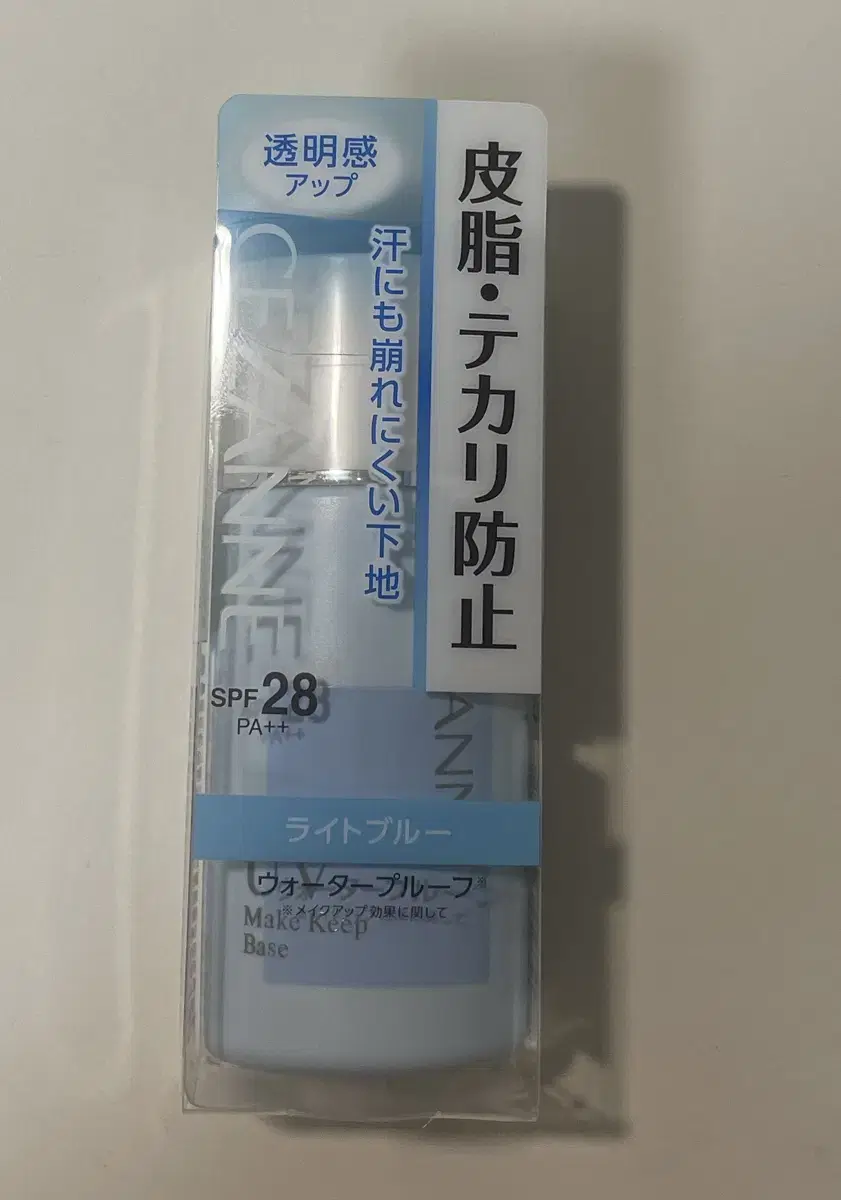 透明感
アップ
皮脂・テカリ防止
汗にも崩れにくい下地
CEZANNE
SPF 28
PA++
ライトブルー
ウォータープルーフ※
※メイクアップ効果に関して
UV
Make Keep
Base